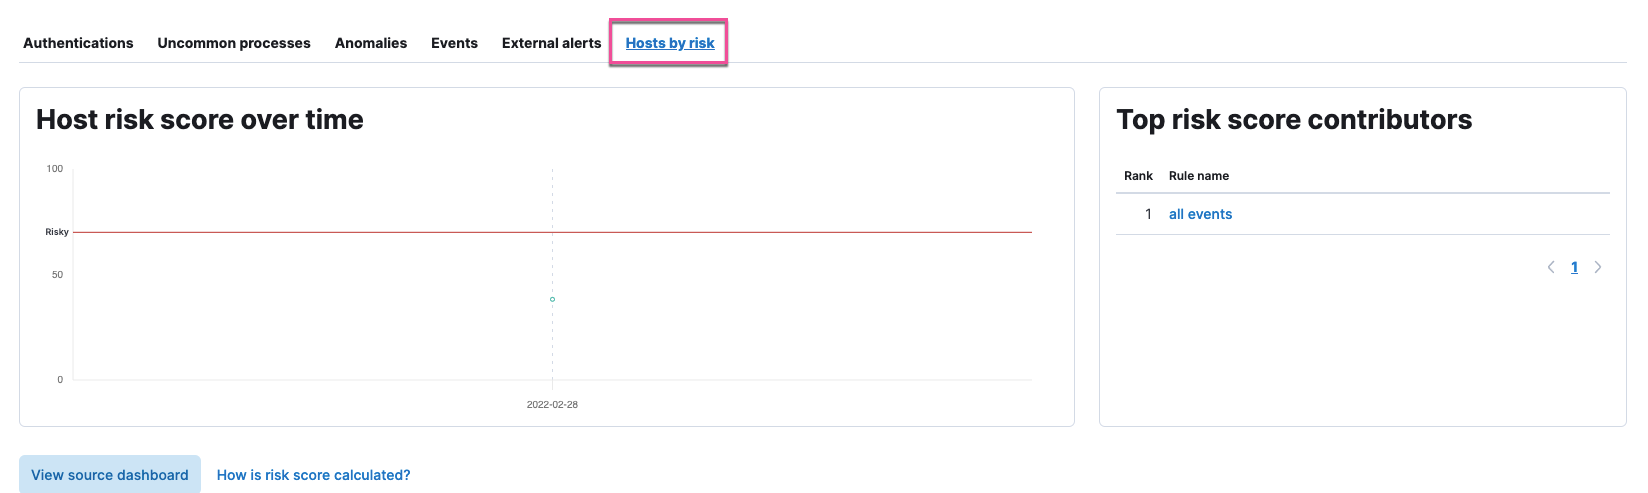 Authentications Uncommon processes Anomalies Events External alerts Hosts by risk
Host risk score over time
100
Risky
50
0
2022-02-28
Top risk score contributors
Rank Rule name
1 all events
1
View source dashboard How is risk score calculated?